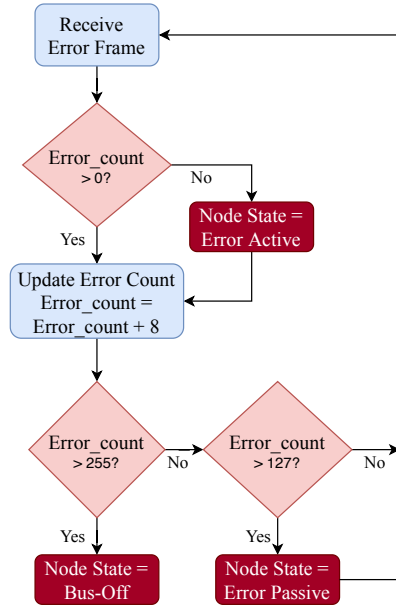 Receive
Error Frame
Error_count
> 0?
No
Node State =
Error Active
Yes
Update Error Count
Error_count =
Error_count + 8
Error_count
> 255?
No
Error_count
> 127?
No
Yes
Yes
Node State =
Bus-Off
Node State =
Error Passive